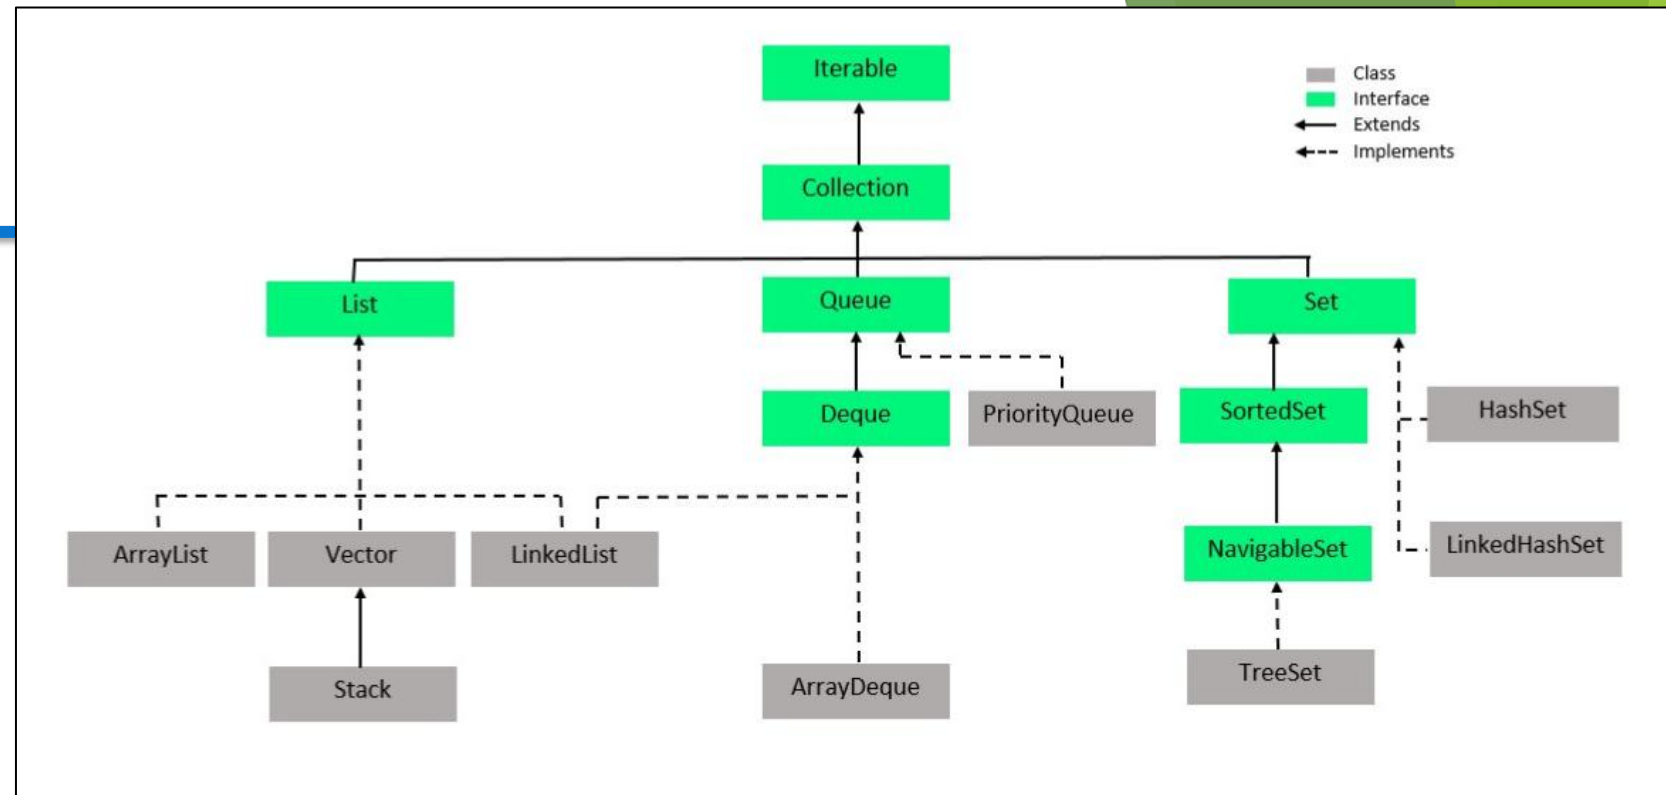 Iterable
Class
Interface
Extends
Implements
Collection
List
Queue
Set
Deque
PriorityQueue
SortedSet
HashSet
ArrayList
Vector
LinkedList
NavigableSet
LinkedHashSet
Stack
ArrayDeque
TreeSet